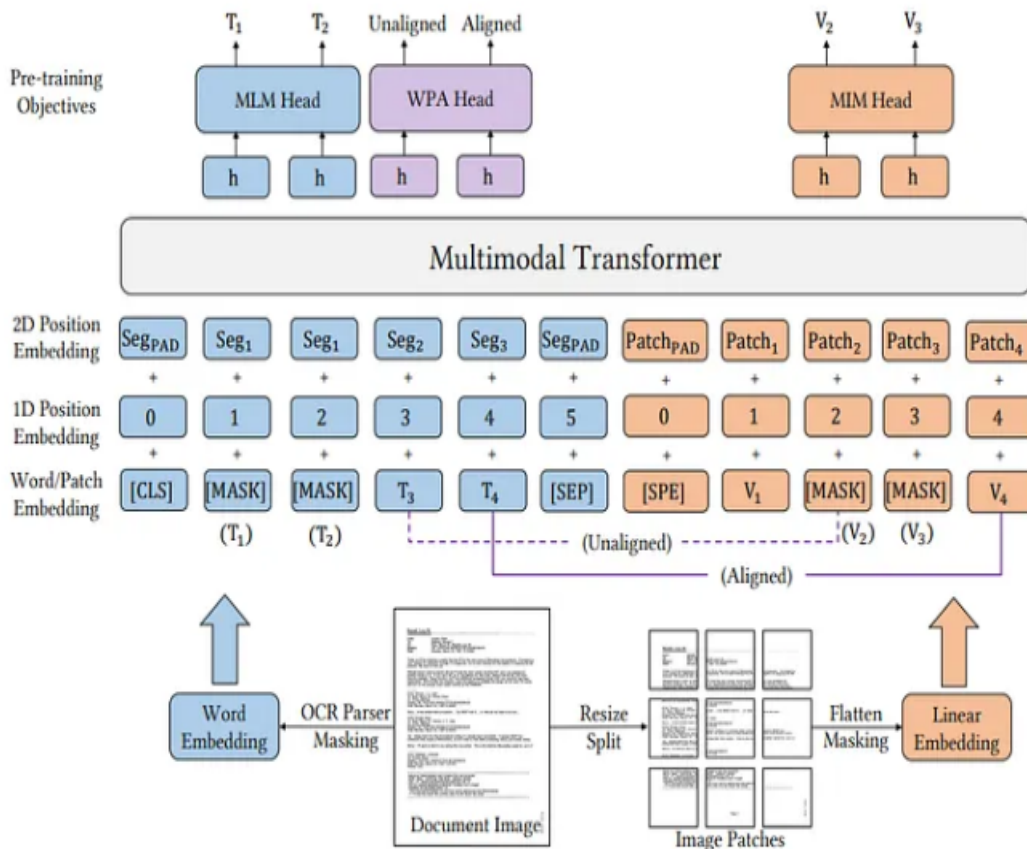 T₁ T₂ Unaligned Aligned V₂ V₃
Pre-training
Objectives
MLM Head WPA Head MIM Head
h h h h h h
Multimodal Transformer
2D Position
Embedding
Seg_PAD Seg₁ Seg₁ Seg₂ Seg₃ Seg_PAD Patch_PAD Patch₁ Patch₂ Patch₃ Patch₄
+ + + + + + + + + + +
1D Position
Embedding
0 1 2 3 4 5 0 1 2 3 4
+ + + + + + + + + + +
Word/Patch
Embedding
[CLS] [MASK] [MASK] T₃ T₄ [SEP] [SPE] V₁ [MASK] [MASK] V₄
(T₁) (T₂) (V₂) (V₃)
(Unaligned)
(Aligned)
Word
Embedding
OCR Parser
Masking
Document Image
Resize
Split
Image Patches
Flatten
Masking
Linear
Embedding